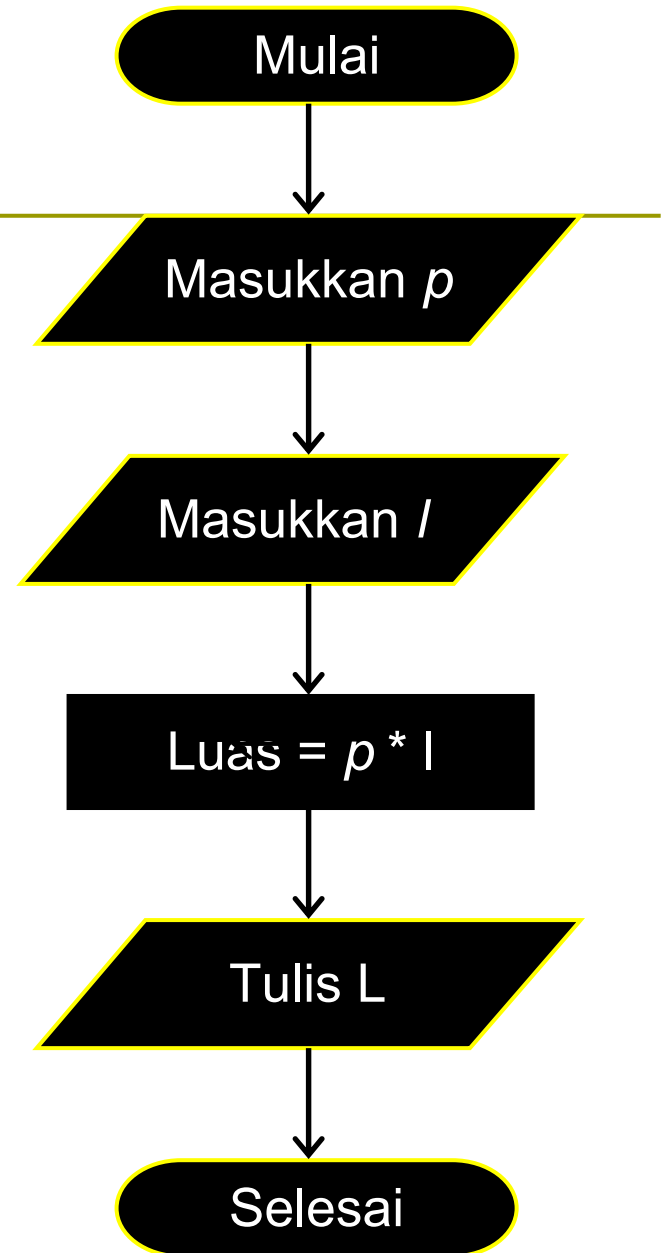 Mulai
Masukkan p
Masukkan l
Luas = p * l
Tulis L
Selesai